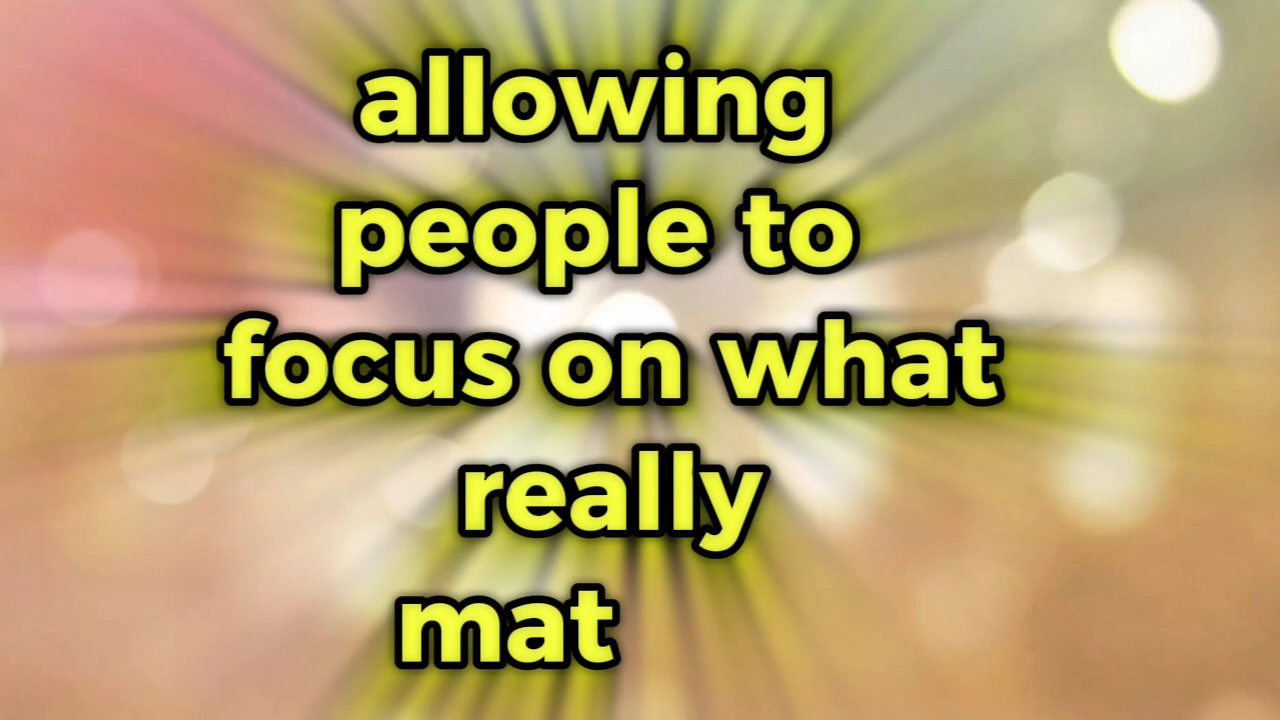 allowing
people to
focus on what
really
mat